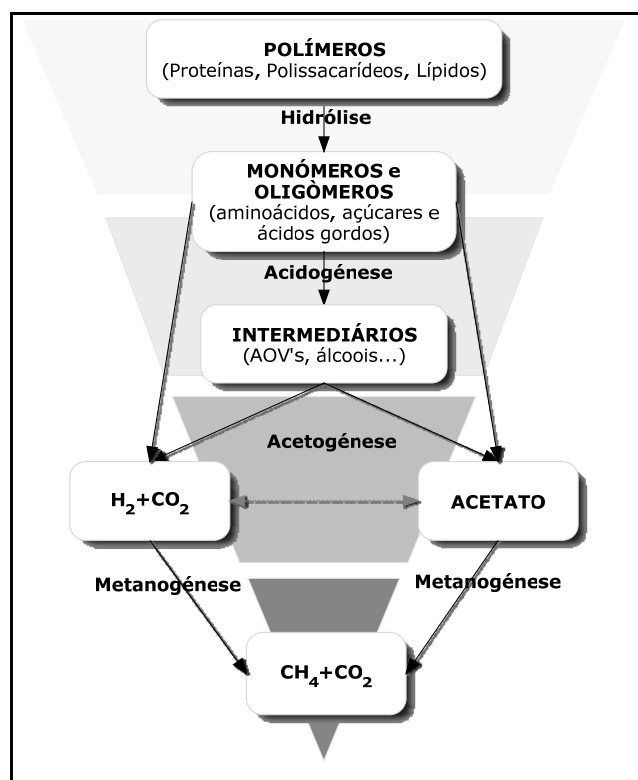 POLÍMEROS
(Proteínas, Polissacarídeos, Lípidos)
Hidrólise
MONÓMEROS e
OLIGÒMEROS
(aminoácidos, açúcares e
ácidos gordos)
Acidogénese
INTERMEDIÁRIOS
(AOV's, álcoois...)
Acetogénese
H₂+CO₂
ACETATO
Metanogénese
Metanogénese
CH₄+CO₂